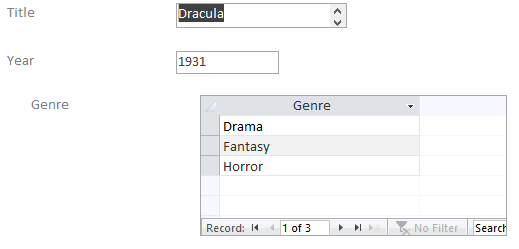 Title Dracula
Year 1931
Genre Genre
Drama
Fantasy
Horror
Record: 1 of 3 No Filter Search